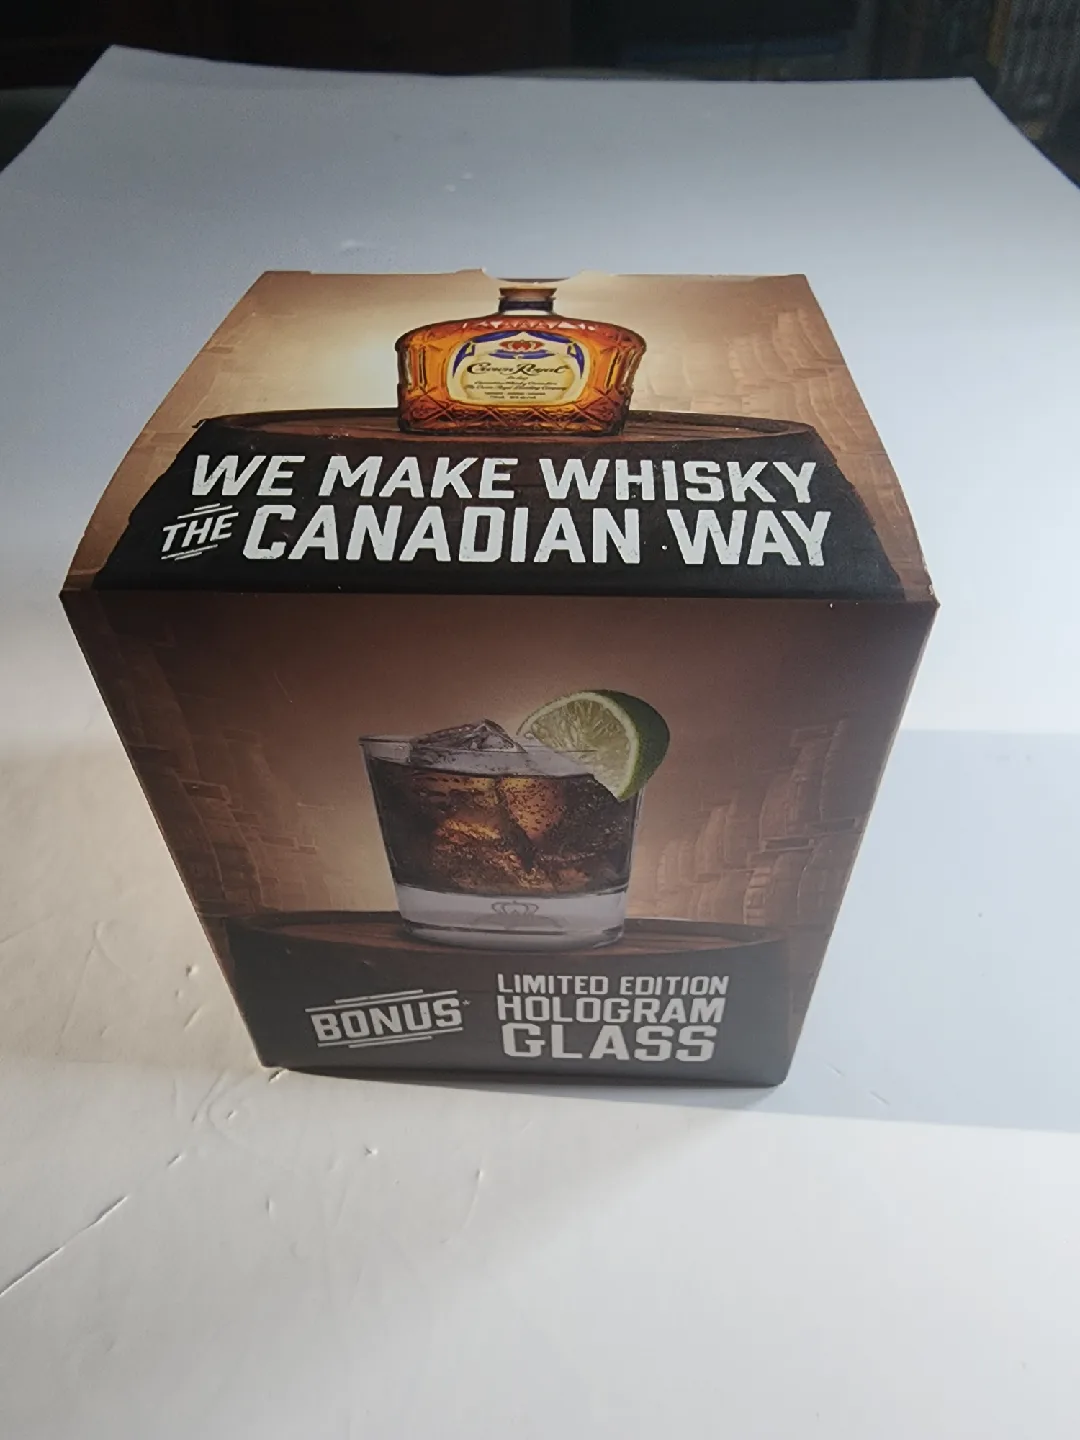 Crown Royal
WE MAKE WHISKY
THE CANADIAN WAY
BONUS*
LIMITED EDITION
HOLOGRAM
GLASS